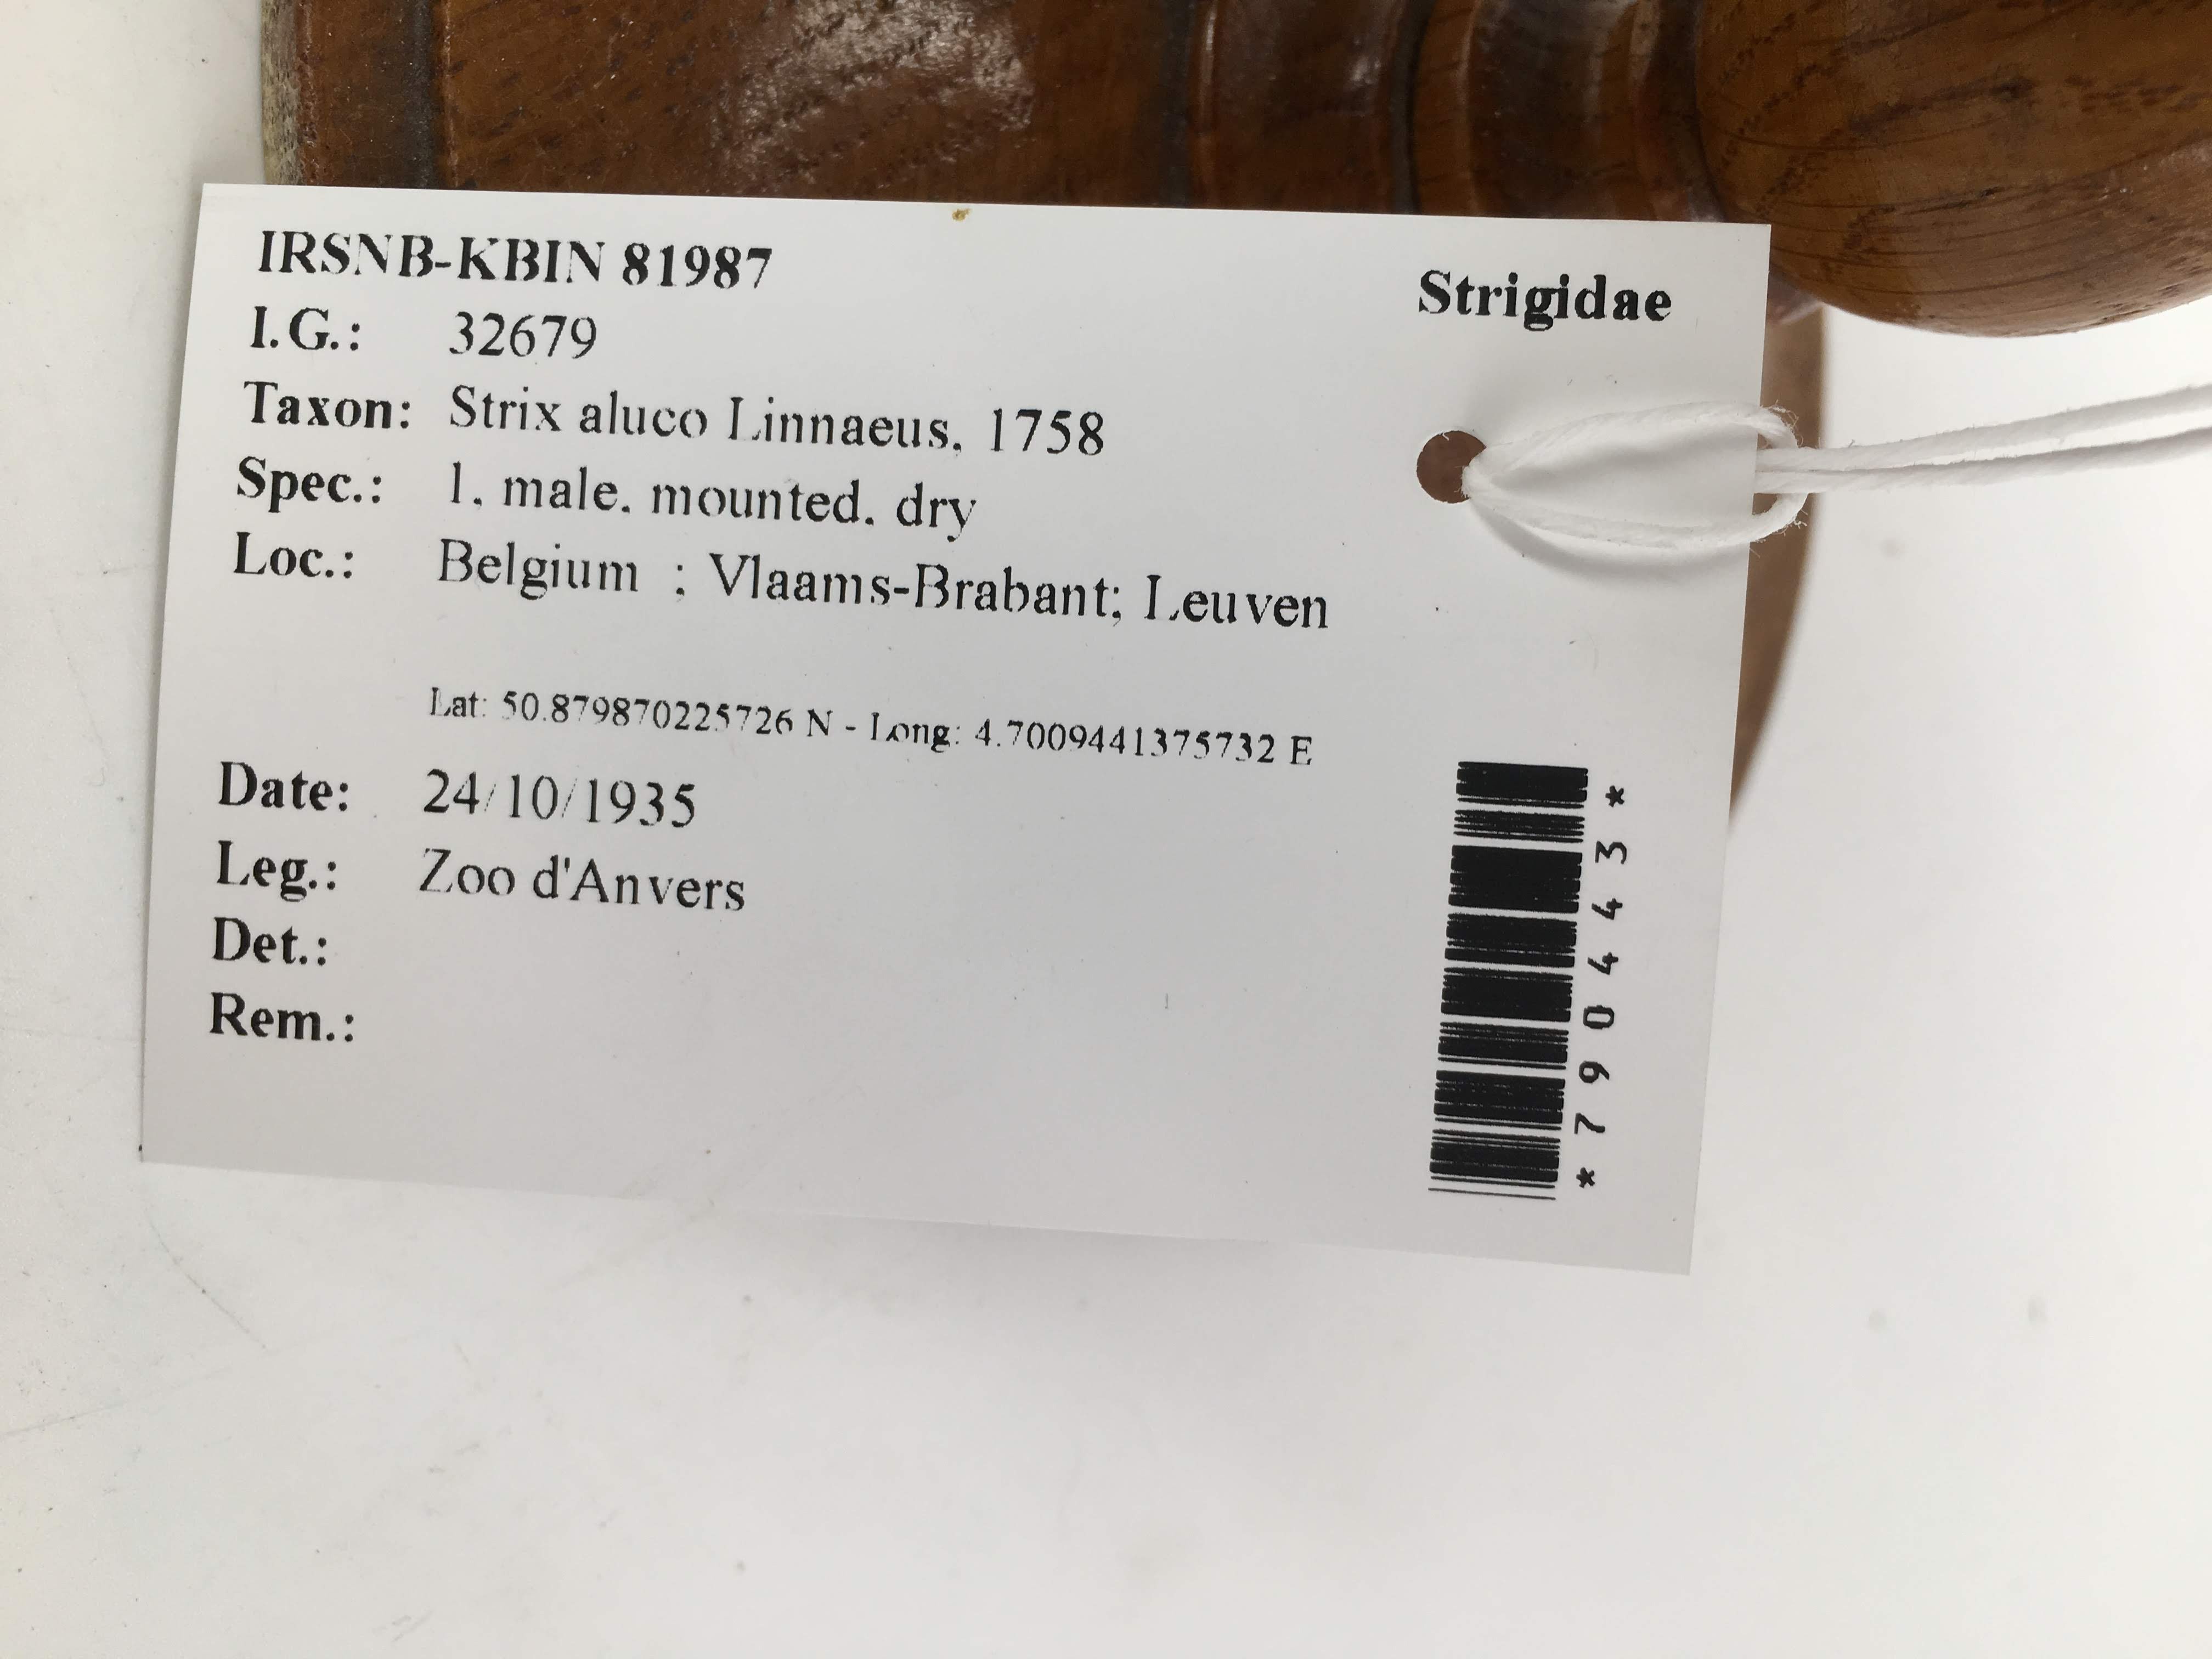 IRSNB-KBIN 81987
Strigidae
I.G.: 32679
Taxon: Strix aluco Linnaeus, 1758
Spec.: 1, male, mounted, dry
Loc.: Belgium ; Vlaams-Brabant; Leuven
Lat: 50.879870225726 N - Long: 4.7009441375732 E
Date: 24/10/1935
Leg.: Zoo d'Anvers
Det.:
Rem.:
*790443*